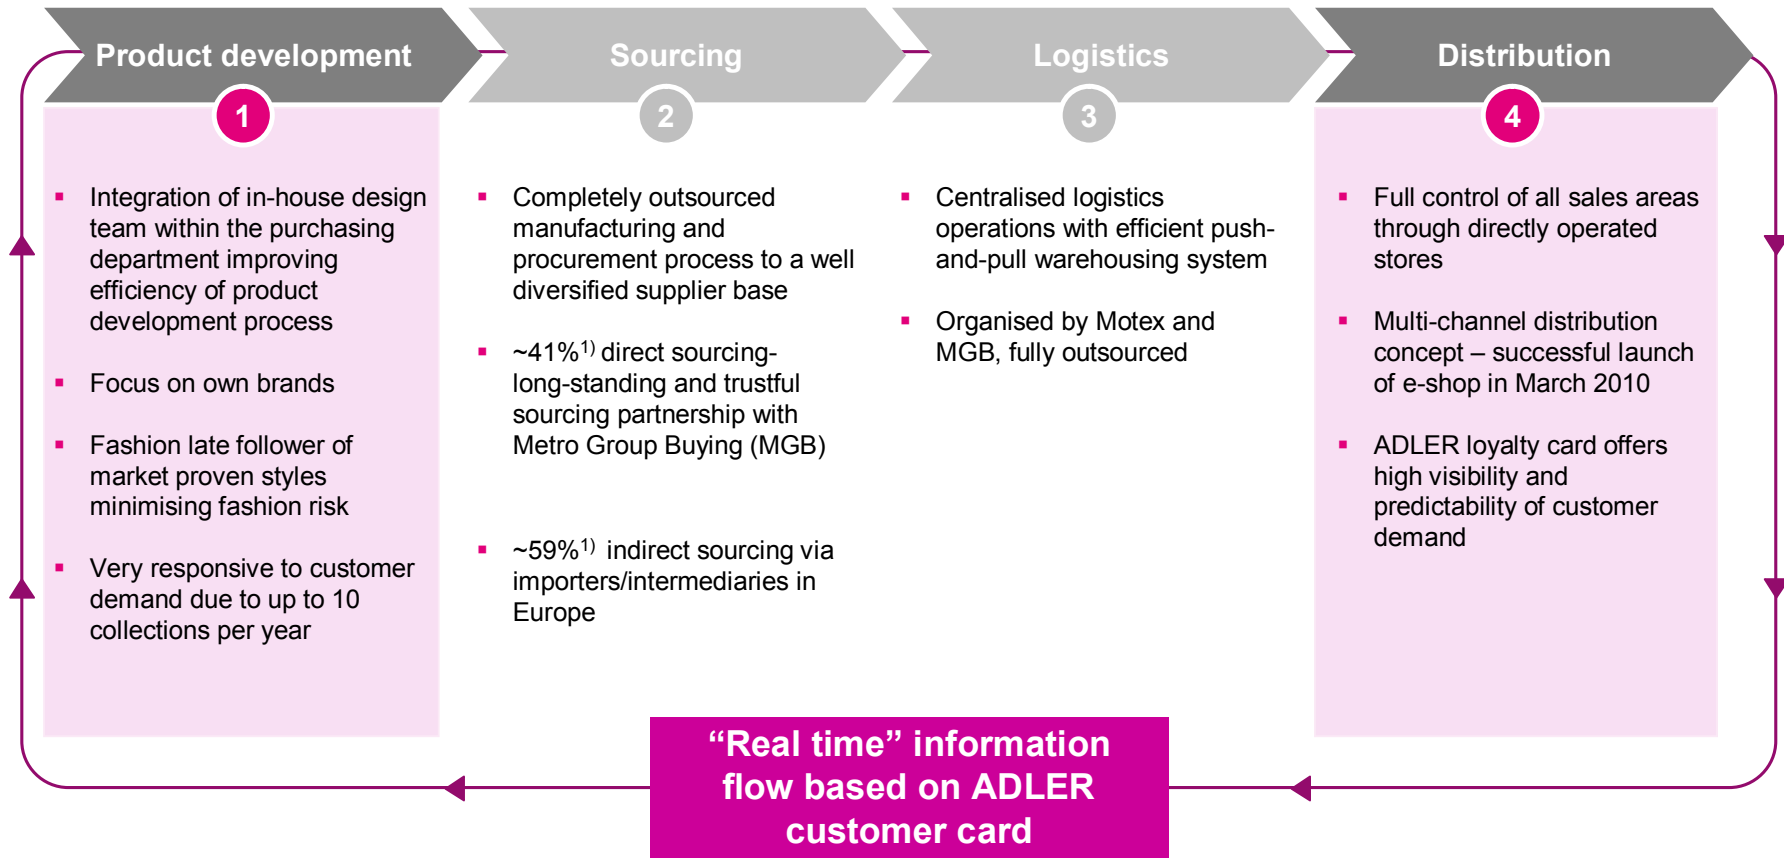 Product development
1
▪ Integration of in-house design
team within the purchasing
department improving
efficiency of product
development process
▪ Focus on own brands
▪ Fashion late follower of
market proven styles
minimising fashion risk
▪ Very responsive to customer
demand due to up to 10
collections per year
Sourcing
2
▪ Completely outsourced
manufacturing and
procurement process to a well
diversified supplier base
▪ ~41%1) direct sourcing-
long-standing and trustful
sourcing partnership with
Metro Group Buying (MGB)
▪ ~59%1) indirect sourcing via
importers/intermediaries in
Europe
Logistics
3
▪ Centralised logistics
operations with efficient push-
and-pull warehousing system
▪ Organised by Motex and
MGB, fully outsourced
Distribution
4
▪ Full control of all sales areas
through directly operated
stores
▪ Multi-channel distribution
concept – successful launch
of e-shop in March 2010
▪ ADLER loyalty card offers
high visibility and
predictability of customer
demand
“Real time” information
flow based on ADLER
customer card